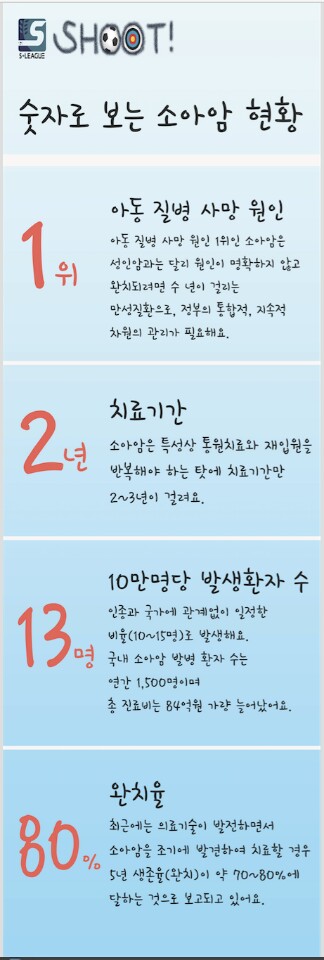 S
S-LEAGUE
SHOOT!
숫자로 보는 소아암 현황
1위
아동 질병 사망 원인
아동 질병 사망 원인 1위인 소아암은
성인암과는 달리 원인이 명확하지 않고
완치되려면 수 년이 걸리는
만성질환으로, 정부의 통합적, 지속적
차원의 관리가 필요해요.
2년
치료기간
소아암은 특성상 통원치료와 재입원을
반복해야 하는 탓에 치료기간만
2~3년이 걸려요.
13명
10만명당 발생환자 수
인종과 국가에 관계없이 일정한
비율(10~15명)로 발생해요.
국내 소아암 발병 환자 수는
연간 1,500명이며
총 진료비는 84억원 가량 늘어났어요.
80%
완치율
최근에는 의료기술이 발전하면서
소아암을 조기에 발견하여 치료할 경우
5년 생존율(완치)이 약 70~80%에
달하는 것으로 보고되고 있어요.